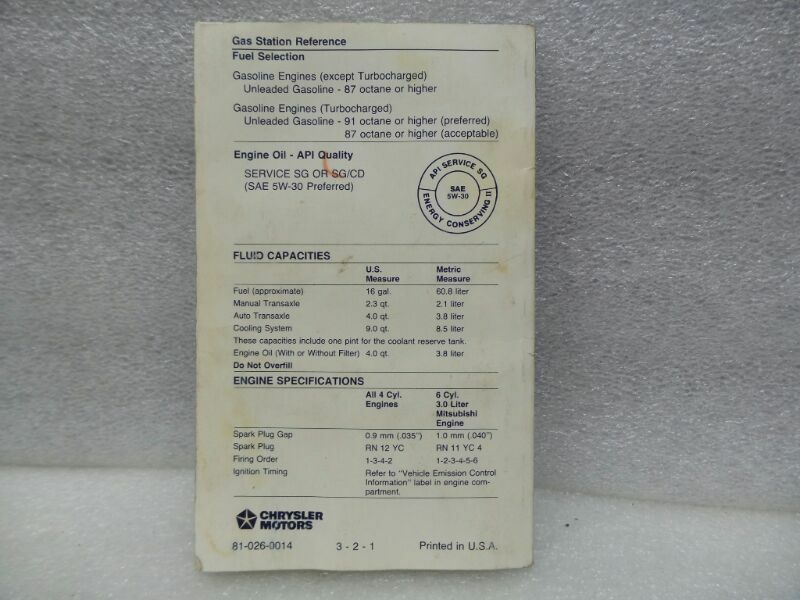 Gas Station Reference
Fuel Selection
Gasoline Engines (except Turbocharged)
Unleaded Gasoline - 87 octane or higher
Gasoline Engines (Turbocharged)
Unleaded Gasoline - 91 octane or higher (preferred)
87 octane or higher (acceptable)
Engine Oil - API Quality
SERVICE SG OR SG/CD
(SAE 5W-30 Preferred)
API SERVICE SG
SAE
5W-30
ENERGY CONSERVING II
FLUID CAPACITIES
U.S. Metric
Measure Measure
Fuel (approximate) 16 gal. 60.8 liter
Manual Transaxle 2.3 qt. 2.1 liter
Auto Transaxle 4.0 qt. 3.8 liter
Cooling System 9.0 qt. 8.5 liter
These capacities include one pint for the coolant reserve tank.
Engine Oil (With or Without Filter) 4.0 qt. 3.8 liter
Do Not Overfill
ENGINE SPECIFICATIONS
All 4 Cyl. 6 Cyl.
Engines 3.0 Liter
Mitsubishi
Engine
Spark Plug Gap 0.9 mm (.035") 1.0 mm (.040")
Spark Plug RN 12 YC RN 11 YC 4
Firing Order 1-3-4-2 1-2-3-4-5-6
Ignition Timing Refer to "Vehicle Emission Control
Information" label in engine com-
partment.
CHRYSLER
MOTORS
81-026-0014 3 - 2 - 1 Printed in U.S.A.